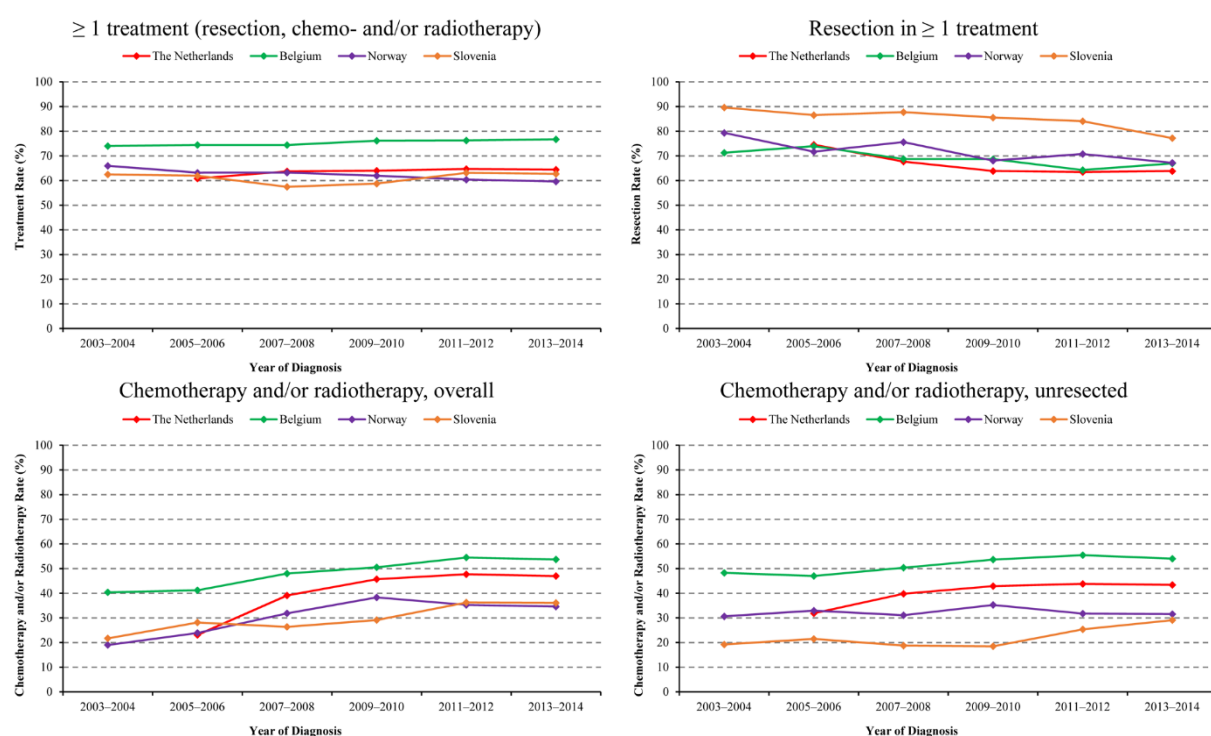 ≥ 1 treatment (resection, chemo- and/or radiotherapy)
The Netherlands Belgium Norway Slovenia
100
90
80
70
60
50
40
30
20
10
0
Treatment Rate (%)
2003–2004 2005–2006 2007–2008 2009–2010 2011–2012 2013–2014
Year of Diagnosis
Resection in ≥ 1 treatment
The Netherlands Belgium Norway Slovenia
100
90
80
70
60
50
40
30
20
10
0
Resection Rate (%)
2003–2004 2005–2006 2007–2008 2009–2010 2011–2012 2013–2014
Year of Diagnosis
Chemotherapy and/or radiotherapy, overall
The Netherlands Belgium Norway Slovenia
100
90
80
70
60
50
40
30
20
10
0
Chemotherapy and/or Radiotherapy Rate (%)
2003–2004 2005–2006 2007–2008 2009–2010 2011–2012 2013–2014
Year of Diagnosis
Chemotherapy and/or radiotherapy, unresected
The Netherlands Belgium Norway Slovenia
100
90
80
70
60
50
40
30
20
10
0
Chemotherapy and/or Radiotherapy Rate (%)
2003–2004 2005–2006 2007–2008 2009–2010 2011–2012 2013–2014
Year of Diagnosis